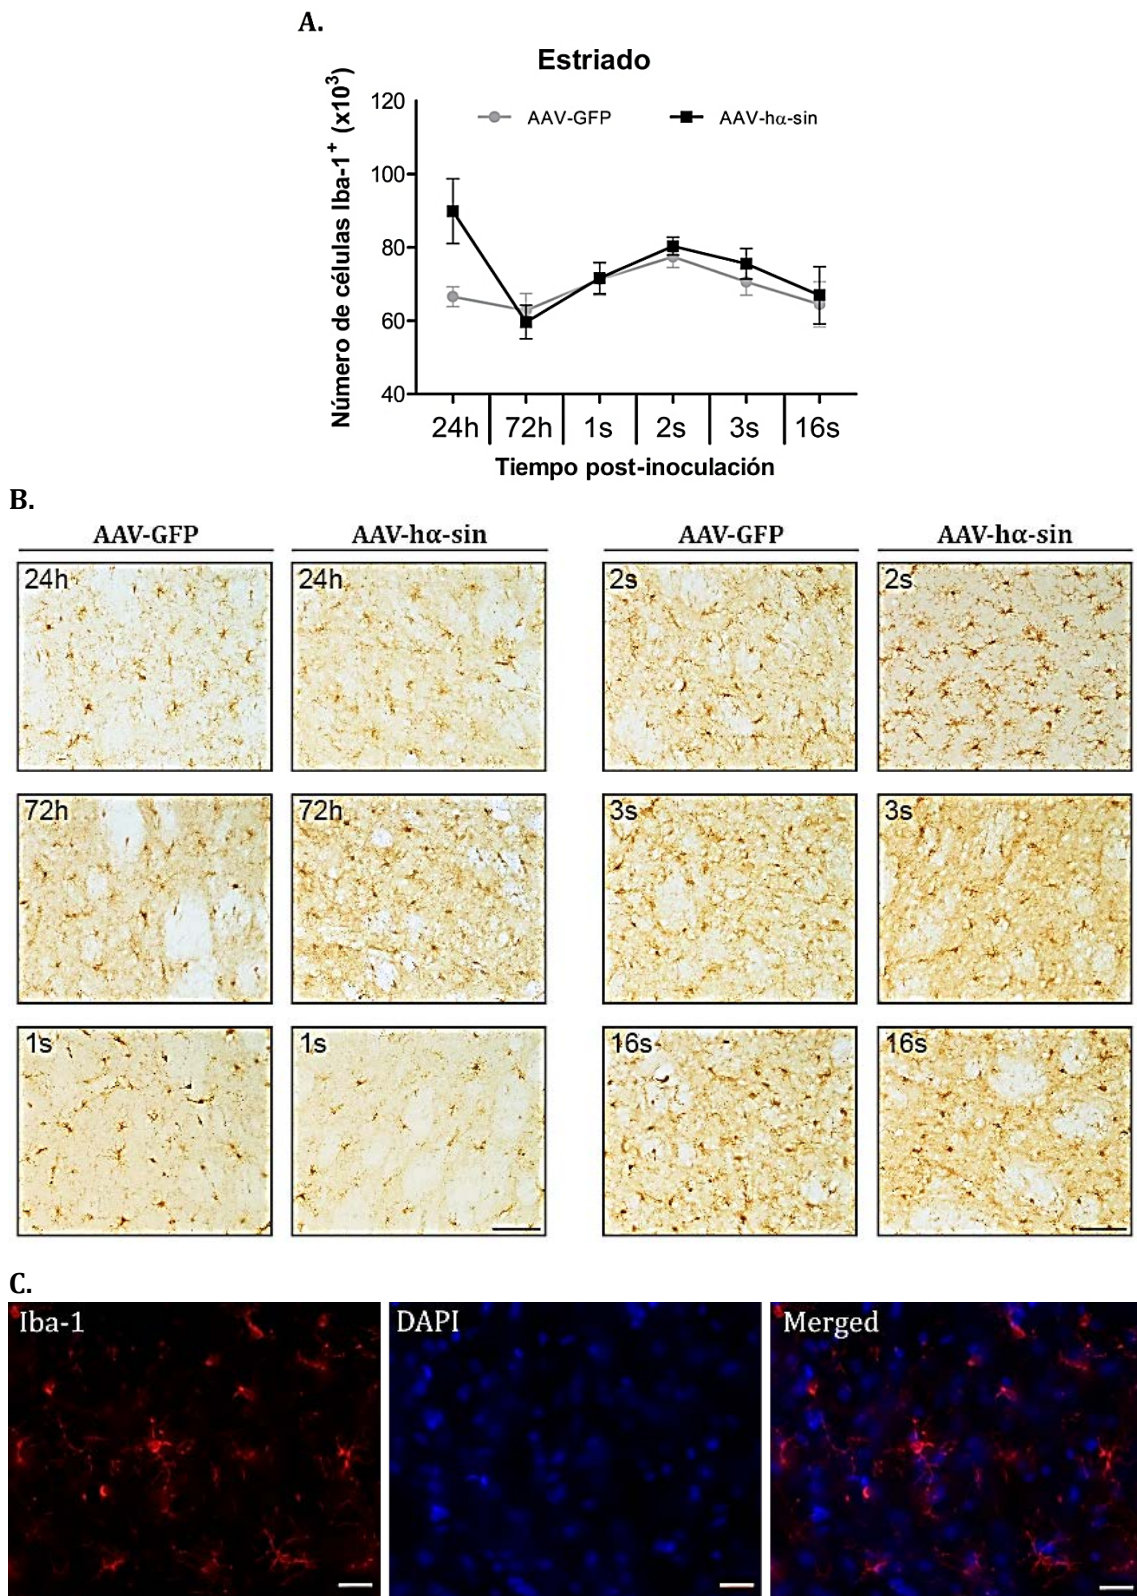 A.
Estriado
Número de células Iba-1⁺ (x10³)
120
100
80
60
40
AAV-GFP
AAV-hα-sin
24h
72h
1s
2s
3s
16s
Tiempo post-inoculación
B.
AAV-GFP
AAV-hα-sin
AAV-GFP
AAV-hα-sin
24h
24h
2s
2s
72h
72h
3s
3s
1s
1s
16s
16s
C.
Iba-1
DAPI
Merged